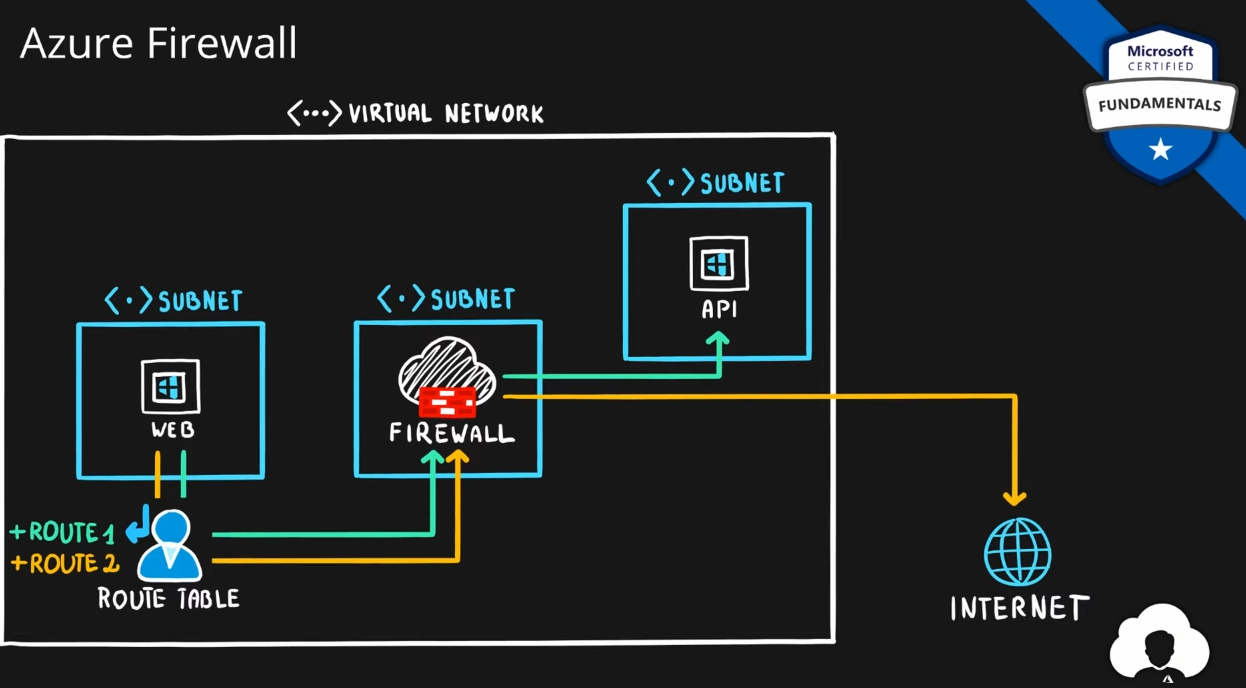 Azure Firewall
Microsoft
CERTIFIED
FUNDAMENTALS
<···> VIRTUAL NETWORK
<·> SUBNET
API
<·> SUBNET
WEB
<·> SUBNET
FIREWALL
+ROUTE 1
+ROUTE 2
ROUTE TABLE
INTERNET